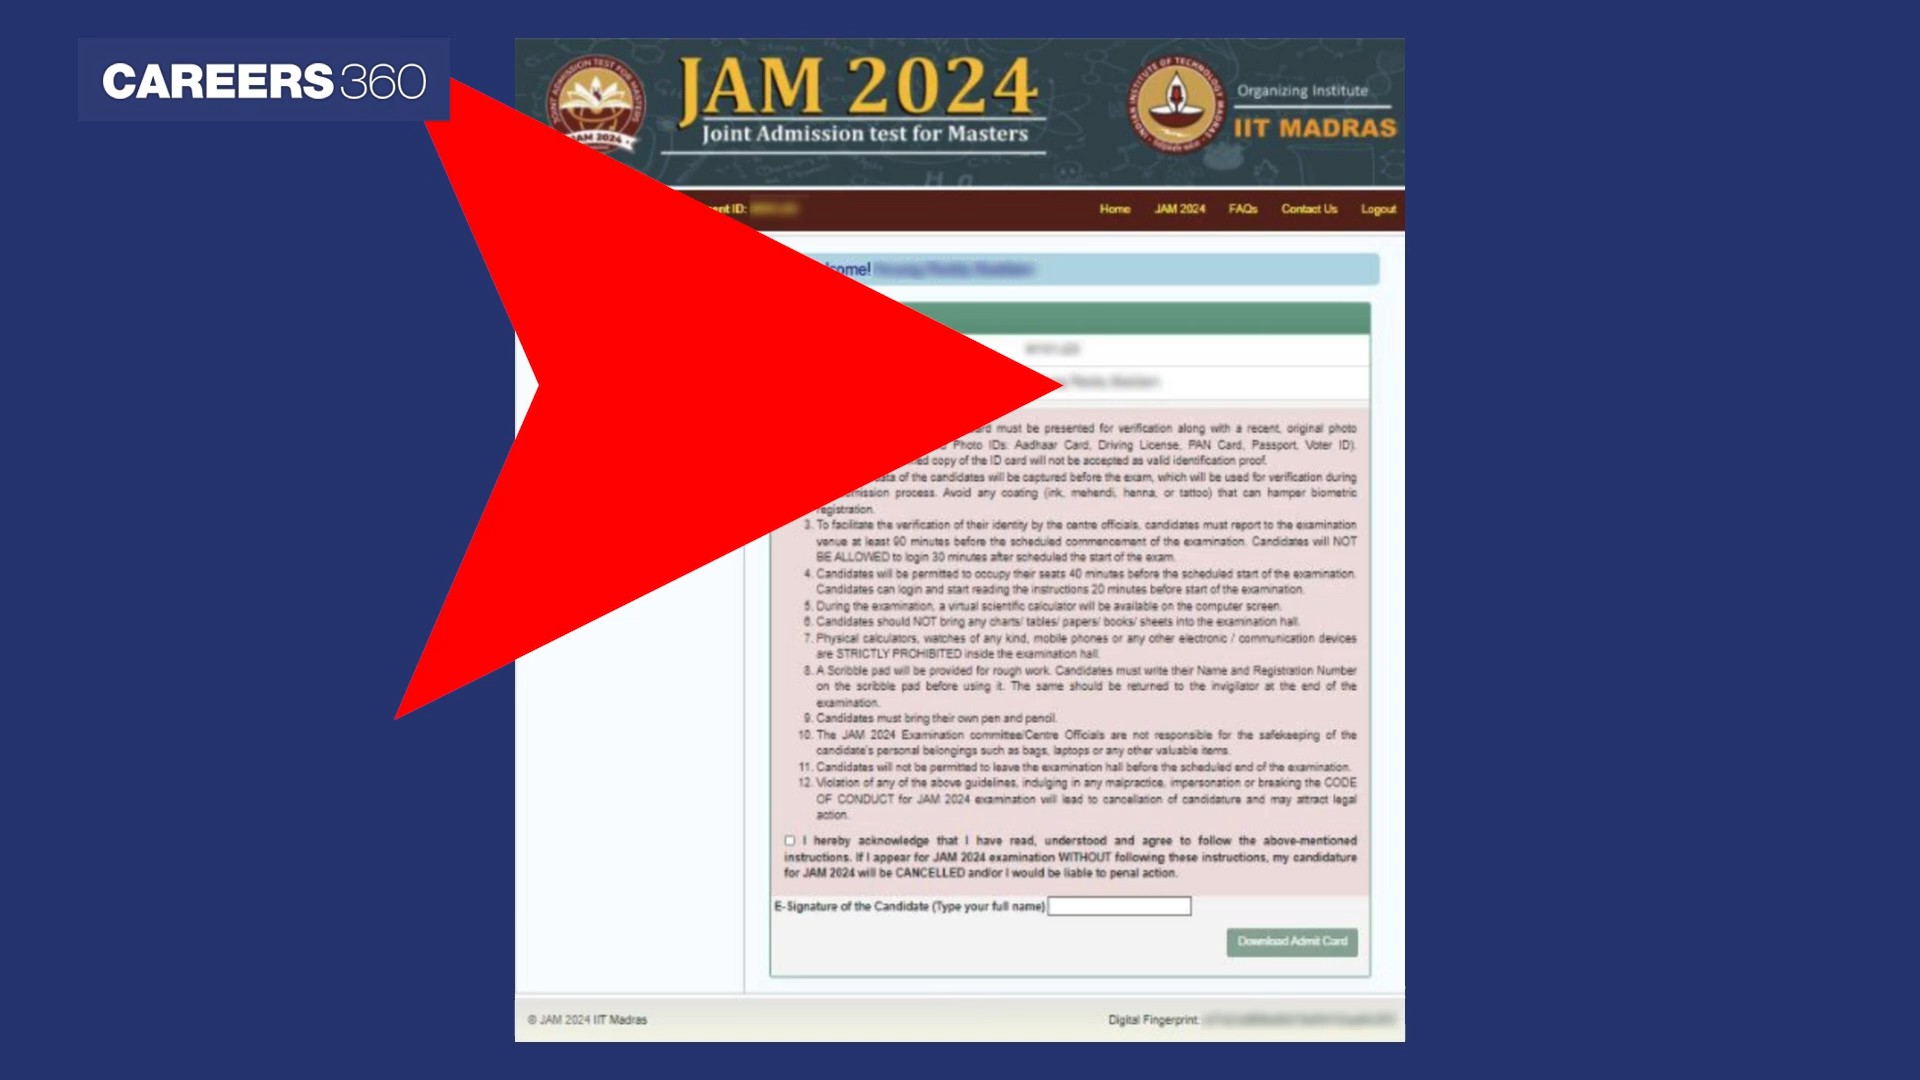 CAREERS360
JAM 2024
Joint Admission test for Masters
JAM 2024
Organizing Institute
IIT MADRAS
ID:
Home JAM 2024 FAQs Contact Us Logout
must be presented for verification along with a recent, original photo
Photo IDs: Aadhaar Card, Driving License, PAN Card, Passport, Voter ID).
copy of the ID card will not be accepted as valid identification proof.
of the candidates will be captured before the exam, which will be used for verification during
process. Avoid any coating (ink, mehendi, henna, or tattoo) that can hamper biometric
registration.
3. To facilitate the verification of their identity by the centre officials, candidates must report to the examination
venue at least 90 minutes before the scheduled commencement of the examination. Candidates will NOT
BE ALLOWED to login 30 minutes after scheduled the start of the exam.
4. Candidates will be permitted to occupy their seats 40 minutes before the scheduled start of the examination.
Candidates can login and start reading the instructions 20 minutes before start of the examination.
5. During the examination, a virtual scientific calculator will be available on the computer screen.
6. Candidates should NOT bring any charts/ tables/ papers/ books/ sheets into the examination hall.
7. Physical calculators, watches of any kind, mobile phones or any other electronic / communication devices
are STRICTLY PROHIBITED inside the examination hall.
8. A Scribble pad will be provided for rough work. Candidates must write their Name and Registration Number
on the scribble pad before using it. The same should be returned to the invigilator at the end of the
examination.
9. Candidates must bring their own pen and pencil.
10. The JAM 2024 Examination committee/Centre Officials are not responsible for the safekeeping of the
candidate's personal belongings such as bags, laptops or any other valuable items.
11. Candidates will not be permitted to leave the examination hall before the scheduled end of the examination.
12. Violation of any of the above guidelines, indulging in any malpractice, impersonation or breaking the CODE
OF CONDUCT for JAM 2024 examination will lead to cancellation of candidature and may attract legal
action.
I hereby acknowledge that I have read, understood and agree to follow the above-mentioned
instructions. If I appear for JAM 2024 examination WITHOUT following these instructions, my candidature
for JAM 2024 will be CANCELLED and/or I would be liable to penal action.
E-Signature of the Candidate (Type your full name)
Download Admit Card
© JAM 2024 IIT Madras
Digital Fingerprint: